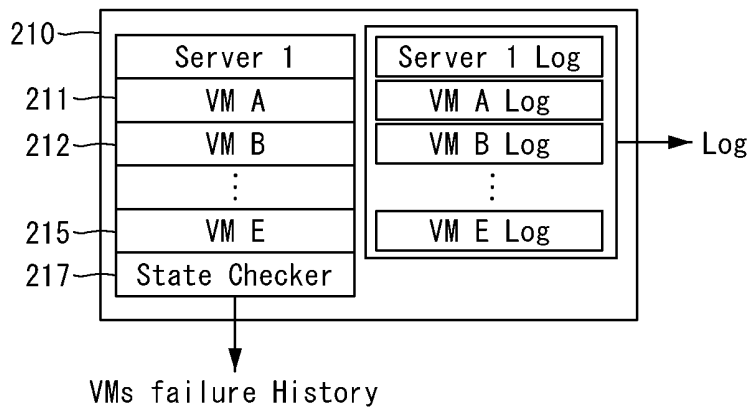 210
Server 1
Server 1 Log
211
VM A
VM A Log
212
VM B
VM B Log
Log
⋮
⋮
215
VM E
VM E Log
217
State Checker
VMs failure History